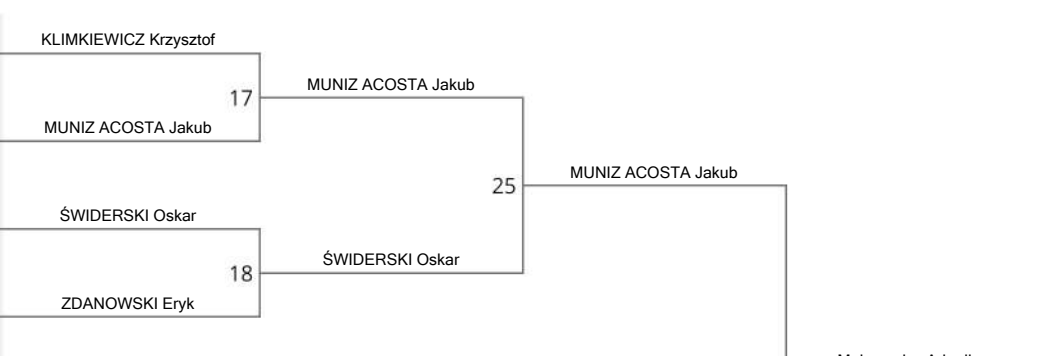 KLIMKIEWICZ Krzysztof
17
MUNIZ ACOSTA Jakub
MUNIZ ACOSTA Jakub
25
MUNIZ ACOSTA Jakub
ŚWIDERSKI Oskar
18
ŚWIDERSKI Oskar
ZDANOWSKI Eryk